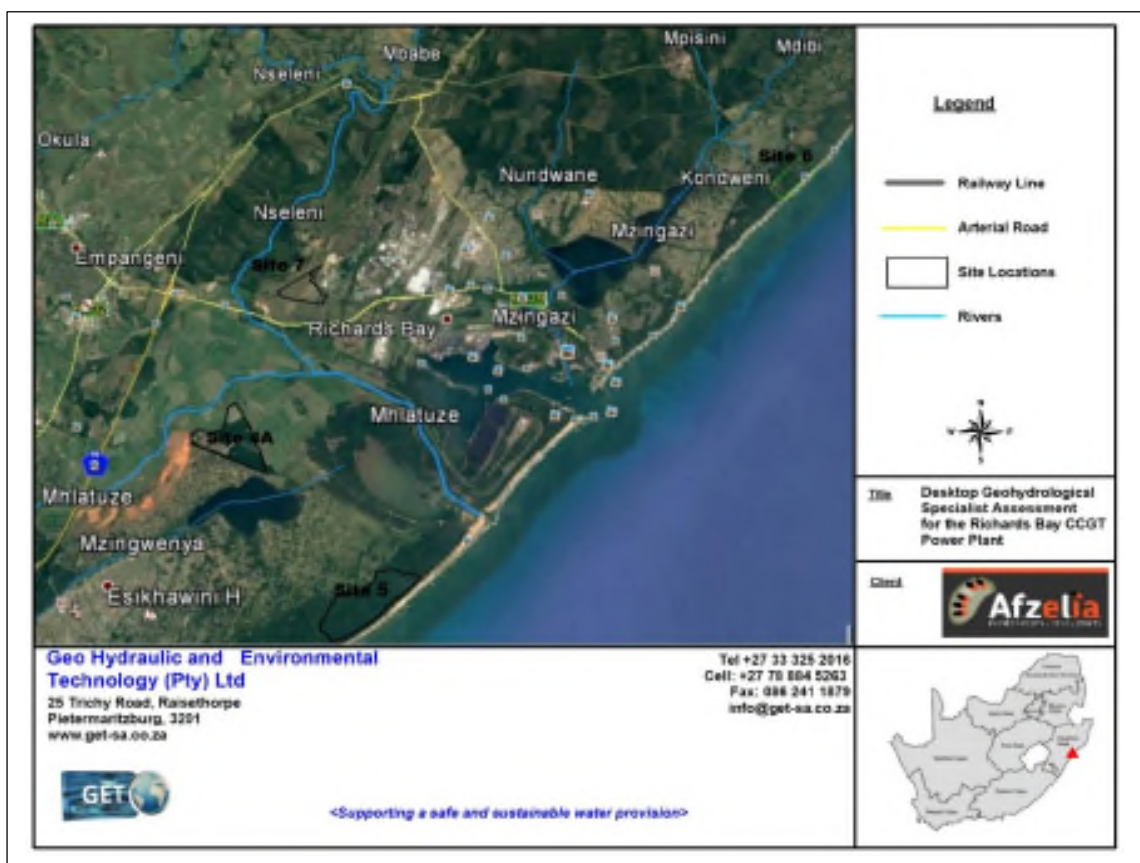 Mbabe
Nseleni
Mpisini
Mdibi
Okula
Site 6
Nundwane
Kondweni
Nseleni
Mzingazi
Empangeni
Site 7
Richards Bay
Mzingazi
Mhlatuze
Site 4A
Mhlatuze
Mzingwenya
Esikhawini H
Site 5
Legend
Railway Line
Arterial Road
Site Locations
Rivers
N
W
S
Title
Desktop Geohydrological
Specialist Assessment
for the Richards Bay CCGT
Power Plant
Client
Afzelia
Geo Hydraulic and Environmental
Technology (Pty) Ltd
25 Trichy Road, Raisethorpe
Pietermaritzburg, 3201
www.get-sa.co.za
Tel +27 33 325 2016
Cell: +27 78 884 5263
Fax: 086 241 1879
info@get-sa.co.za
GET
<Supporting a safe and sustainable water provision>